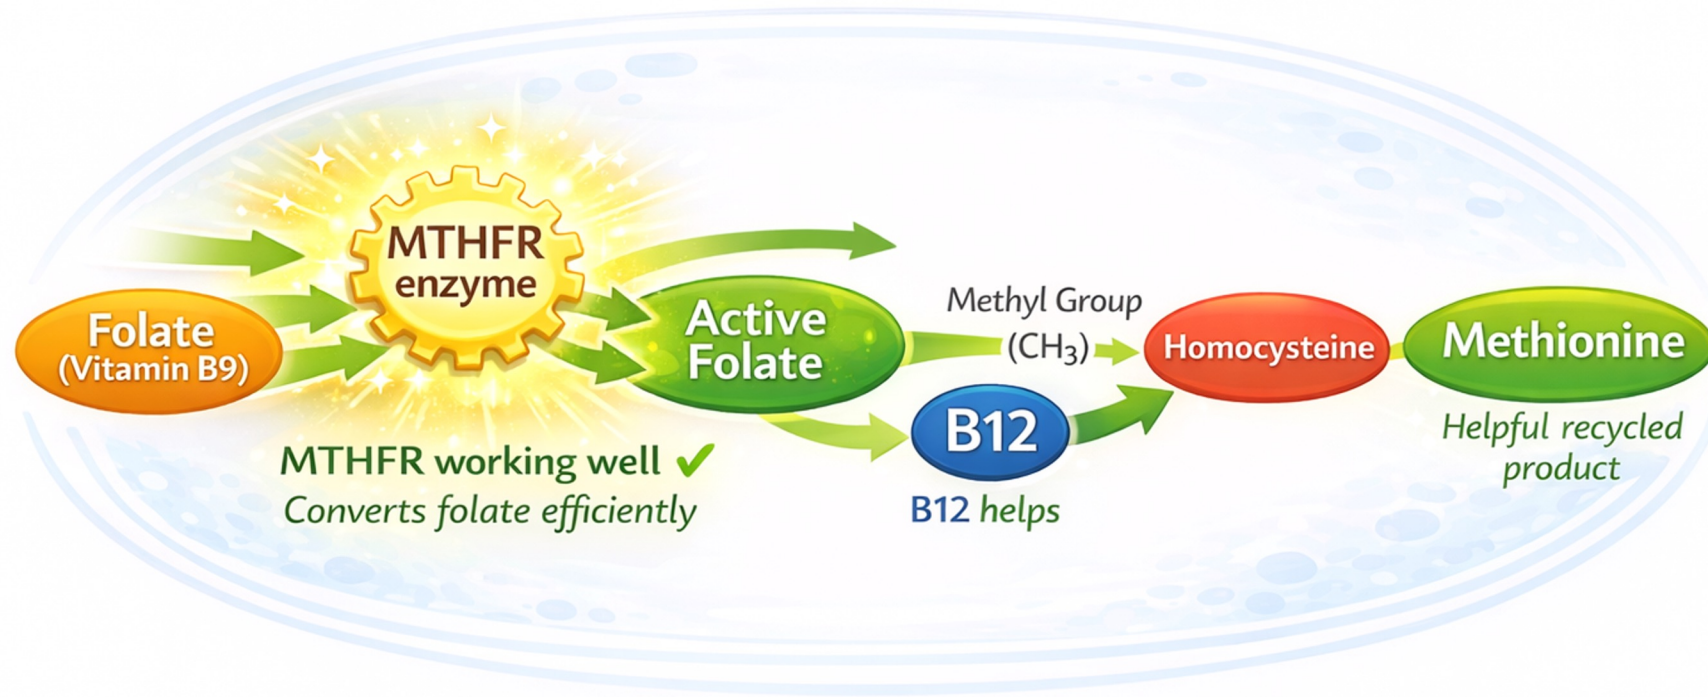 MTHFR
enzyme
Folate
(Vitamin B9)
Active
Folate
Methyl Group
(CH₃)
Homocysteine
Methionine
B12
Helpful recycled
product
MTHFR working well ✔
Converts folate efficiently
B12 helps